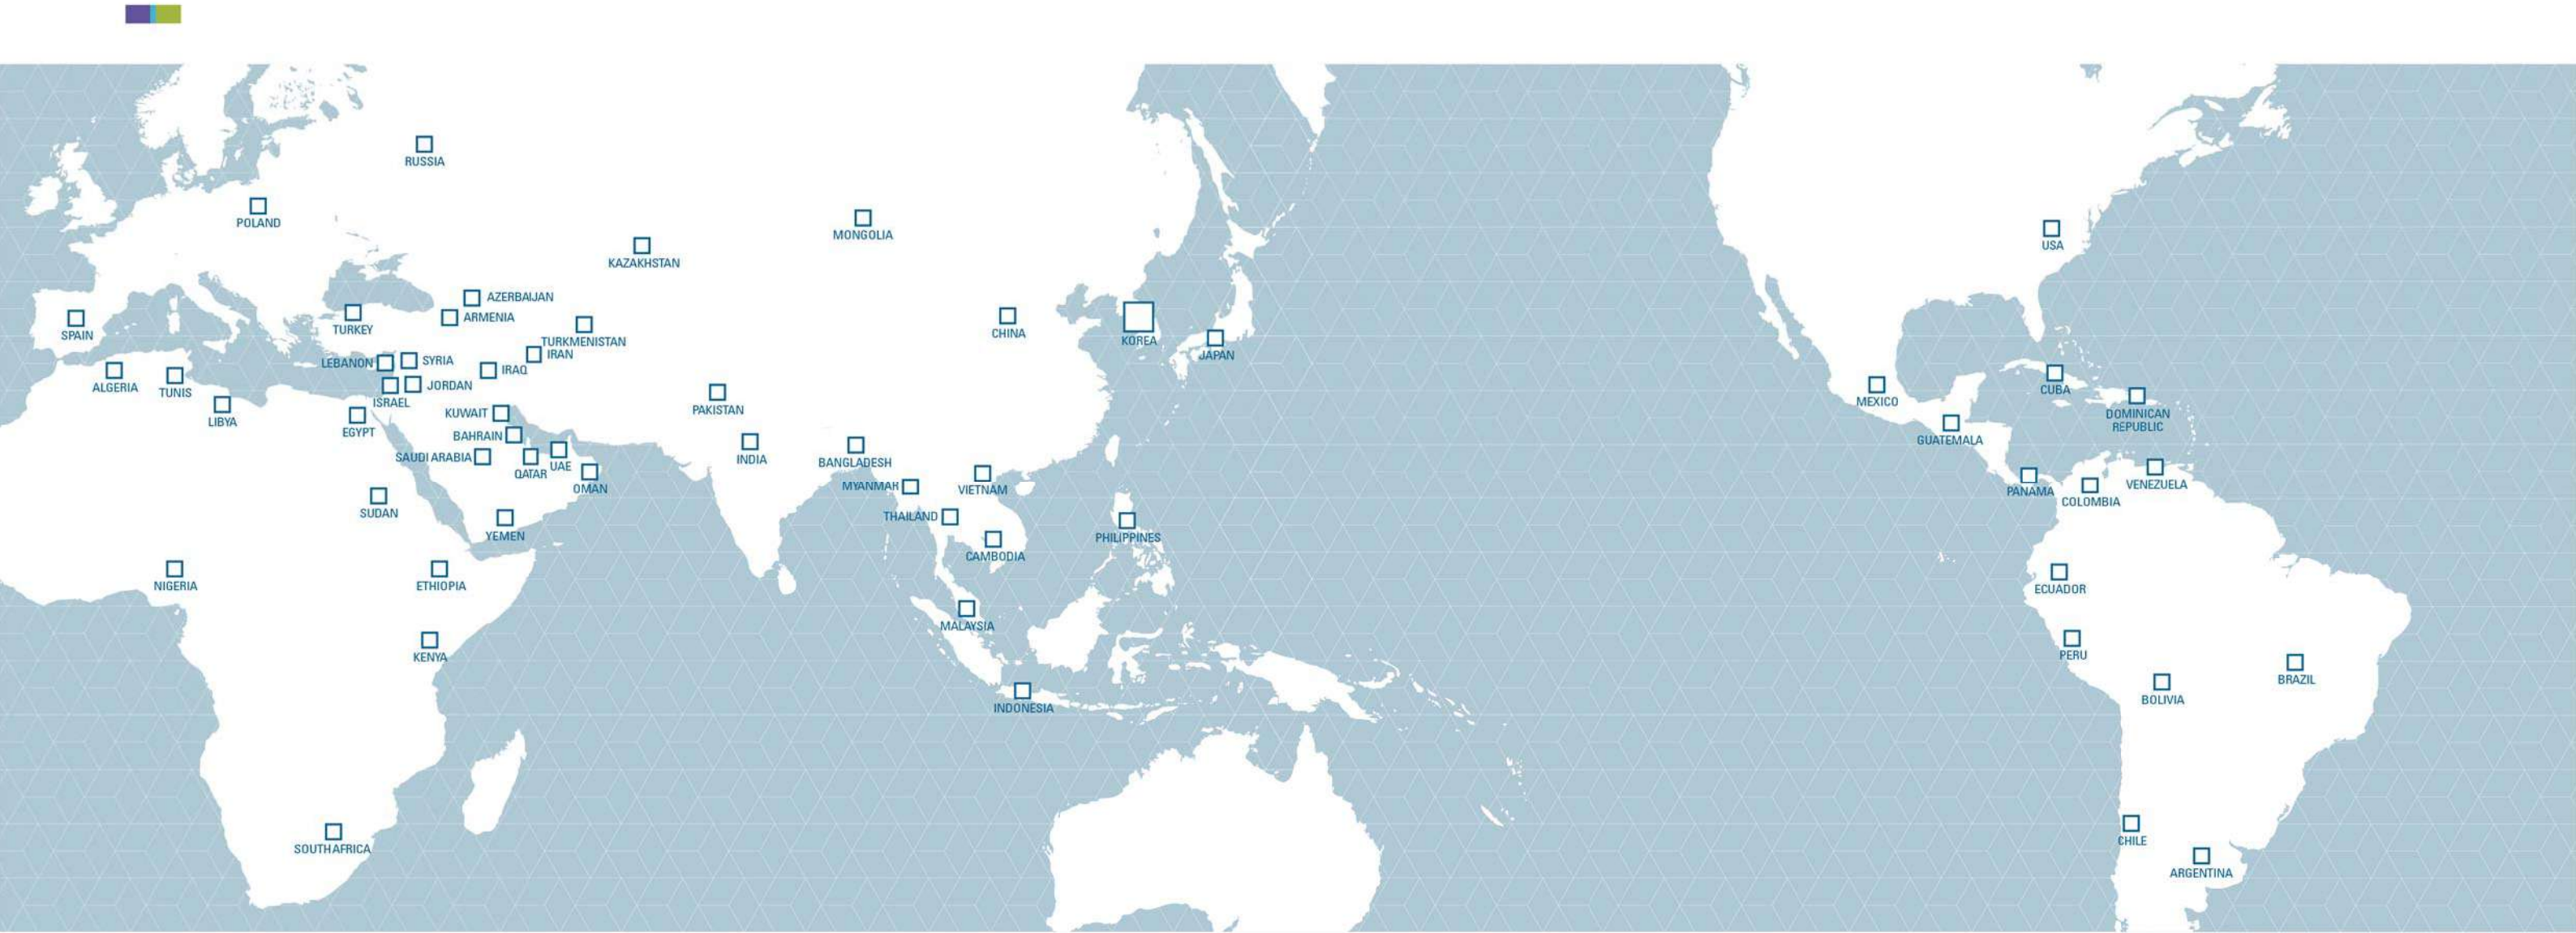 RUSSIA
POLAND
MONGOLIA
USA
KAZAKHSTAN
AZERBAIJAN
ARMENIA
SPAIN
TURKEY
TURKMENISTAN
CHINA
KOREA
JAPAN
IRAN
LEBANON
SYRIA
IRAQ
ALGERIA
TUNIS
JORDAN
ISRAEL
CUBA
MEXICO
LIBYA
EGYPT
KUWAIT
PAKISTAN
DOMINICAN
REPUBLIC
BAHRAIN
GUATEMALA
SAUDI ARABIA
QATAR
UAE
INDIA
BANGLADESH
OMAN
MYANMAR
VIETNAM
PANAMA
COLOMBIA
VENEZUELA
SUDAN
THAILAND
YEMEN
CAMBODIA
PHILIPPINES
NIGERIA
ETHIOPIA
ECUADOR
MALAYSIA
KENYA
PERU
BRAZIL
INDONESIA
BOLIVIA
SOUTH AFRICA
CHILE
ARGENTINA